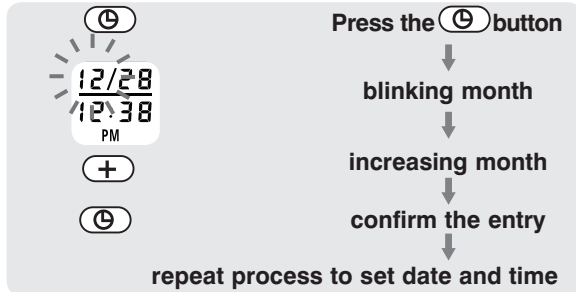 Press the button
12/28
12:38
PM
blinking month
+
increasing month
confirm the entry
repeat process to set date and time